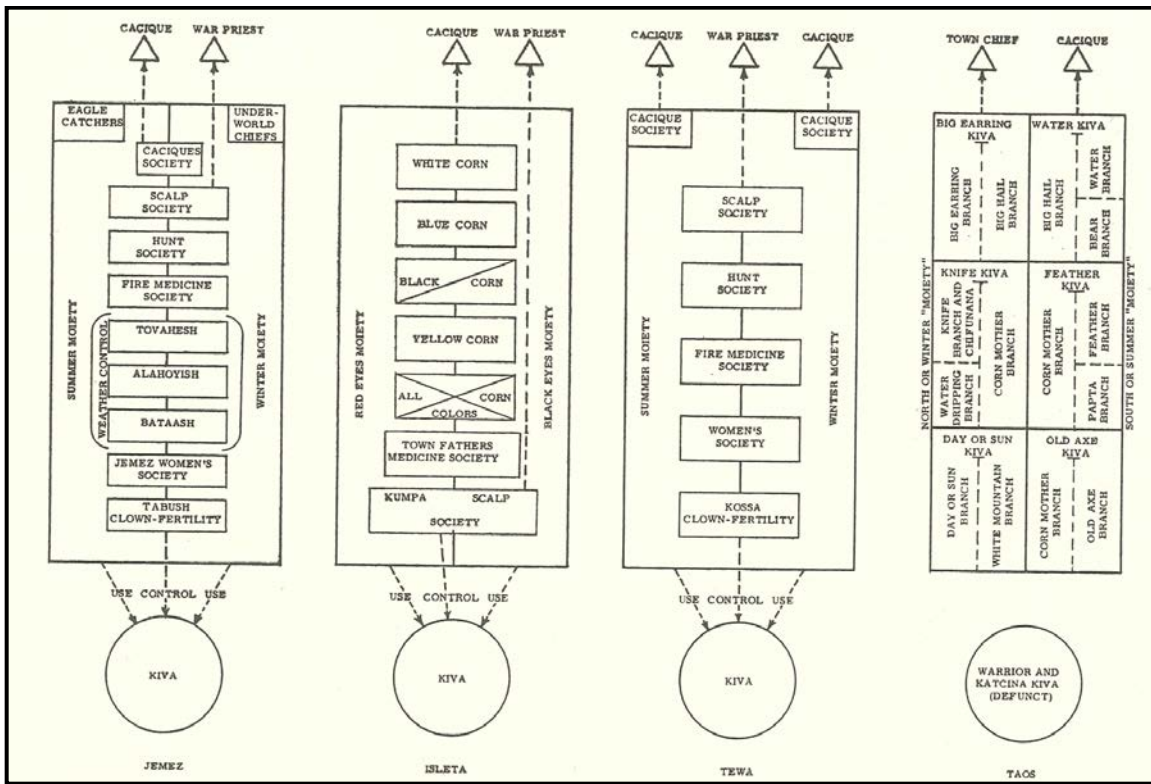 CACIQUE
WAR PRIEST
EAGLE
CATCHERS
UNDER-
WORLD
CHIEFS
CACIQUES
SOCIETY
SCALP
SOCIETY
HUNT
SOCIETY
FIRE MEDICINE
SOCIETY
SUMMER MOIETY
WEATHER CONTROL
TOVAHESH
ALAHOYISH
BATAASH
WINTER MOIETY
JEMEZ WOMEN'S
SOCIETY
TABUSH
CLOWN-FERTILITY
USE CONTROL USE
KIVA
JEMEZ
CACIQUE
WAR PRIEST
WHITE CORN
BLUE CORN
BLACK CORN
YELLOW CORN
ALL CORN
COLORS
RED EYES MOIETY
BLACK EYES MOIETY
TOWN FATHERS
MEDICINE SOCIETY
KUMPA SCALP
SOCIETY
USE CONTROL USE
KIVA
ISLETA
CACIQUE
WAR PRIEST
CACIQUE
CACIQUE
SOCIETY
CACIQUE
SOCIETY
SCALP
SOCIETY
HUNT
SOCIETY
SUMMER MOIETY
WINTER MOIETY
FIRE MEDICINE
SOCIETY
WOMEN'S
SOCIETY
KOSSA
CLOWN-FERTILITY
USE CONTROL USE
KIVA
TEWA
TOWN CHIEF
CACIQUE
BIG EARRING
KIVA
WATER KIVA
BIG EARRING
BRANCH
BIG HAIL
BRANCH
BIG HAIL
BRANCH
WATER
BRANCH
BEAR
BRANCH
NORTH OR WINTER "MOIETY"
KNIFE KIVA
KNIFE
BRANCH AND
CHIFUNANA
WATER
DRIPPING
BRANCH
CORN MOTHER
BRANCH
FEATHER
KIVA
CORN MOTHER
BRANCH
FEATHER
BRANCH
PAPTA
BRANCH
SOUTH OR SUMMER "MOIETY"
DAY OR SUN
KIVA
DAY OR SUN
BRANCH
WHITE MOUNTAIN
BRANCH
OLD AXE
KIVA
CORN MOTHER
BRANCH
OLD AXE
BRANCH
WARRIOR AND
KATCINA KIVA
(DEFUNCT)
TAOS